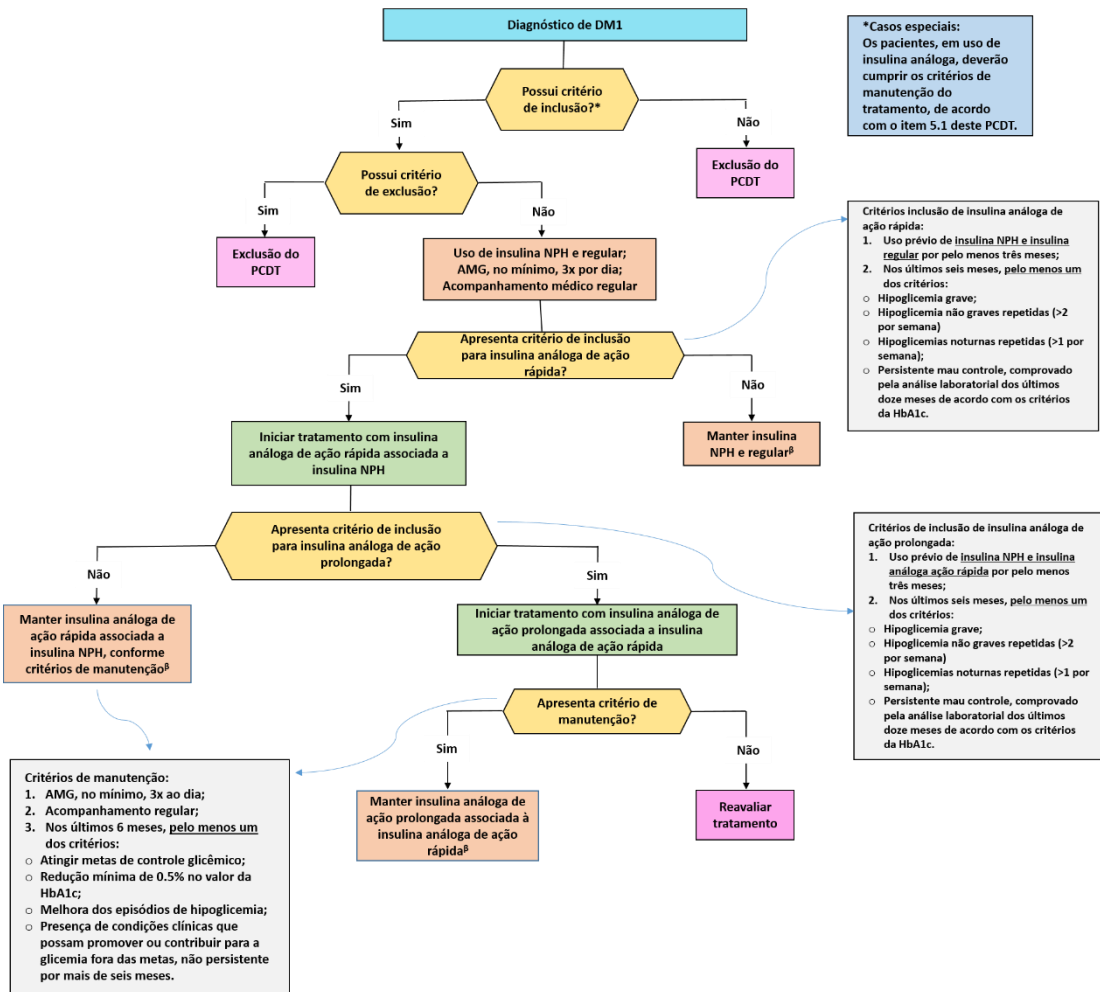 Diagnóstico de DM1
*Casos especiais:
Os pacientes, em uso de
insulina análoga, deverão
cumprir os critérios de
manutenção do
tratamento, de acordo
com o item 5.1 deste PCDT.
Possui critério
de inclusão?*
Sim
Não
Exclusão do
PCDT
Possui critério
de exclusão?
Sim
Não
Exclusão do
PCDT
Uso de insulina NPH e regular;
AMG, no mínimo, 3x por dia;
Acompanhamento médico regular
Critérios inclusão de insulina análoga de
ação rápida:
1. Uso prévio de insulina NPH e insulina
regular por pelo menos três meses;
2. Nos últimos seis meses, pelo menos um
dos critérios:
o Hipoglicemia grave;
o Hipoglicemia não graves repetidas (>2
por semana)
o Hipoglicemias noturnas repetidas (>1 por
semana);
o Persistente mau controle, comprovado
pela análise laboratorial dos últimos
doze meses de acordo com os critérios
da HbA1c.
Apresenta critério de inclusão
para insulina análoga de ação
rápida?
Sim
Não
Iniciar tratamento com insulina
análoga de ação rápida associada a
insulina NPH
Manter insulina
NPH e regularᵝ
Apresenta critério de inclusão
para insulina análoga de ação
prolongada?
Não
Sim
Manter insulina análoga de
ação rápida associada a
insulina NPH, conforme
critérios de manutençãoᵝ
Iniciar tratamento com insulina análoga de
ação prolongada associada a insulina
análoga de ação rápida
Critérios de inclusão de insulina análoga de
ação prolongada:
1. Uso prévio de insulina NPH e insulina
análoga ação rápida por pelo menos
três meses;
2. Nos últimos seis meses, pelo menos um
dos critérios:
o Hipoglicemia grave;
o Hipoglicemia não graves repetidas (>2
por semana)
o Hipoglicemias noturnas repetidas (>1 por
semana);
o Persistente mau controle, comprovado
pela análise laboratorial dos últimos
doze meses de acordo com os critérios
da HbA1c.
Apresenta critério de
manutenção?
Sim
Não
Manter insulina análoga de
ação prolongada associada à
insulina análoga de ação
rápidaᵝ
Reavaliar
tratamento
Critérios de manutenção:
1. AMG, no mínimo, 3x ao dia;
2. Acompanhamento regular;
3. Nos últimos 6 meses, pelo menos um
dos critérios:
o Atingir metas de controle glicêmico;
o Redução mínima de 0.5% no valor da
HbA1c;
o Melhora dos episódios de hipoglicemia;
o Presença de condições clínicas que
possam promover ou contribuir para a
glicemia fora das metas, não persistente
por mais de seis meses.